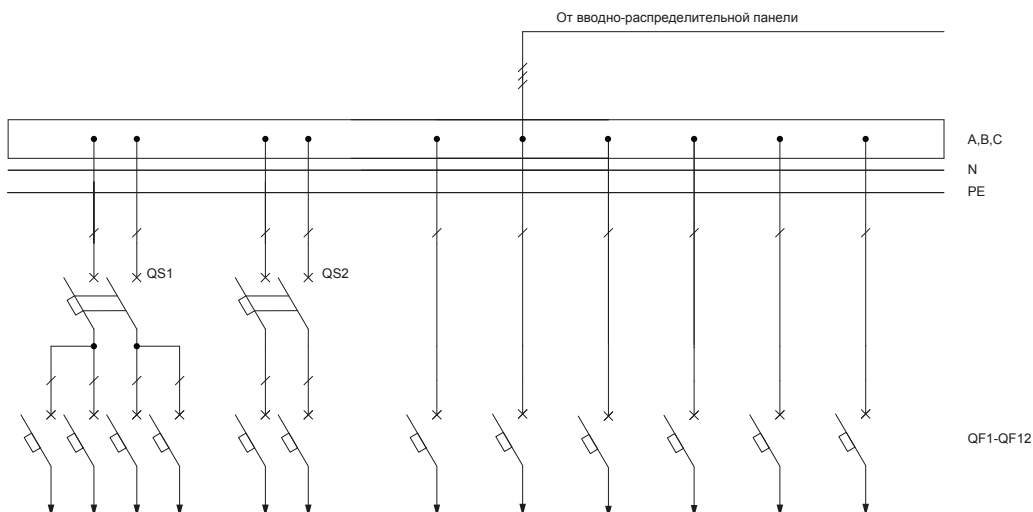 От вводно-распределительной панели
A,B,C
N
PE
QS1
QS2
QF1-QF12